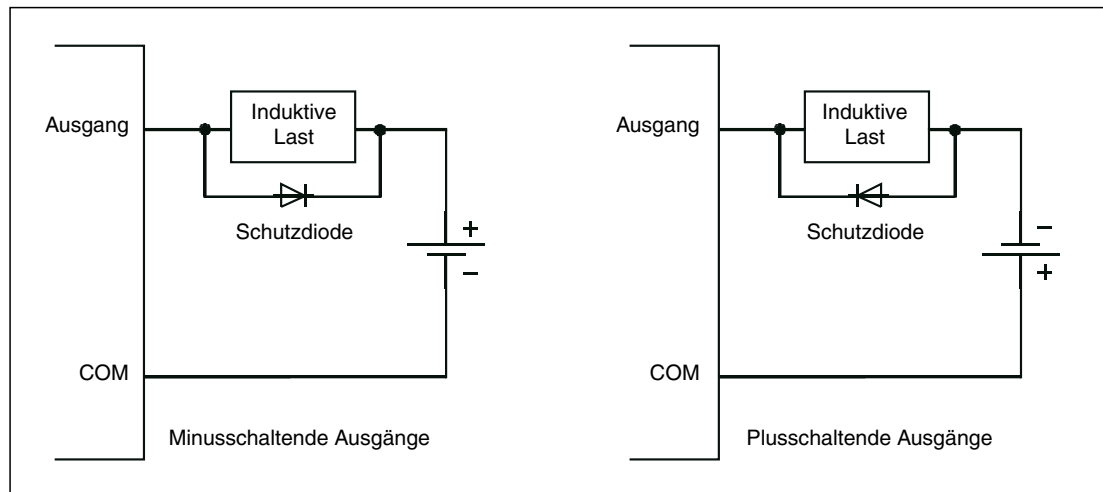 Ausgang
Induktive
Last
Schutzdiode
+
–
COM
Minusschaltende Ausgänge
Ausgang
Induktive
Last
Schutzdiode
–
+
COM
Plusschaltende Ausgänge